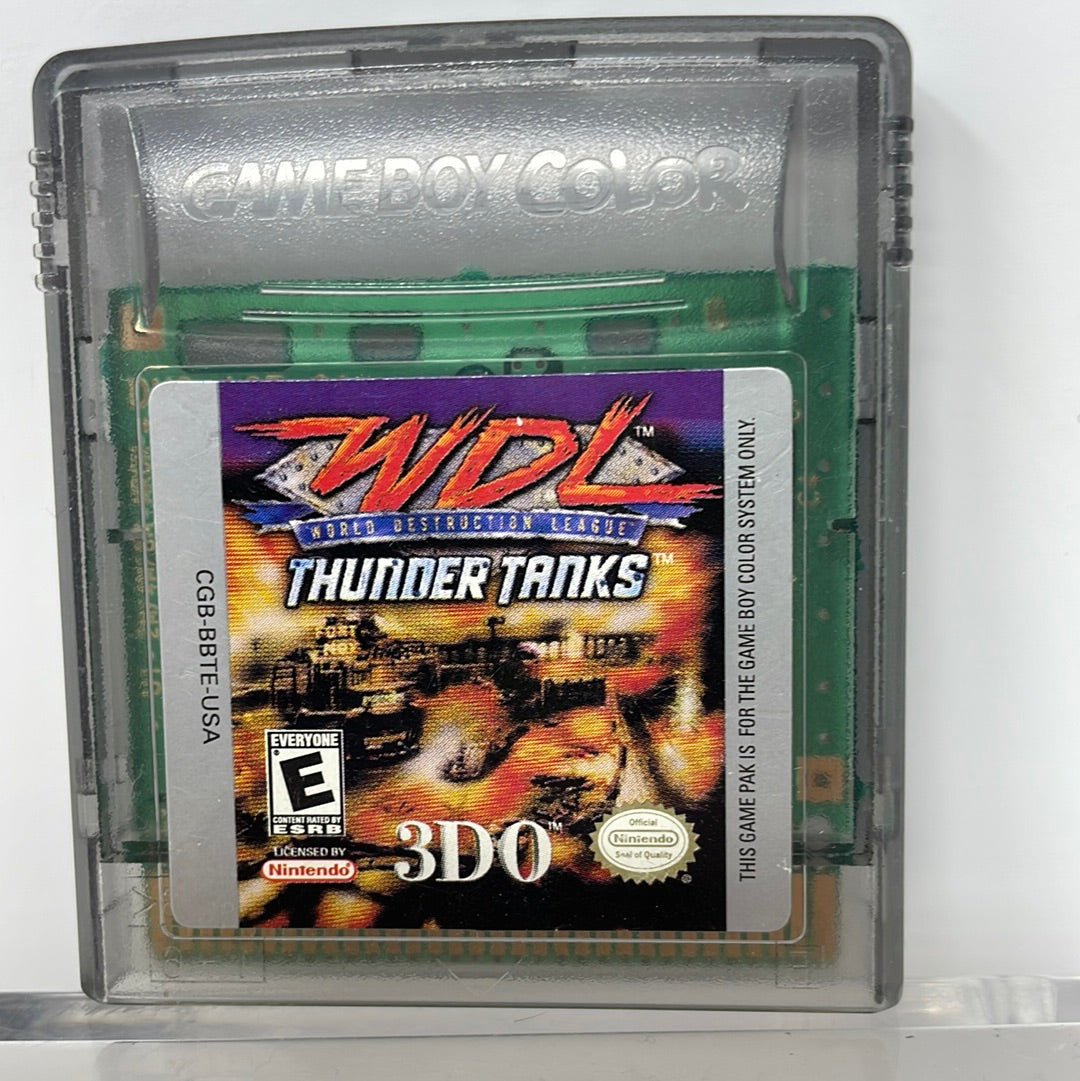 GAME BOY COLOR
WDL™
WORLD DESTRUCTION LEAGUE™
THUNDER TANKS™
CGB-BBTE-USA
THIS GAME PAK IS FOR THE GAME BOY COLOR SYSTEM ONLY.
EVERYONE
E
CONTENT RATED BY
ESRB
LICENSED BY
Nintendo®
3DO™
Official
Nintendo
Seal of Quality
®